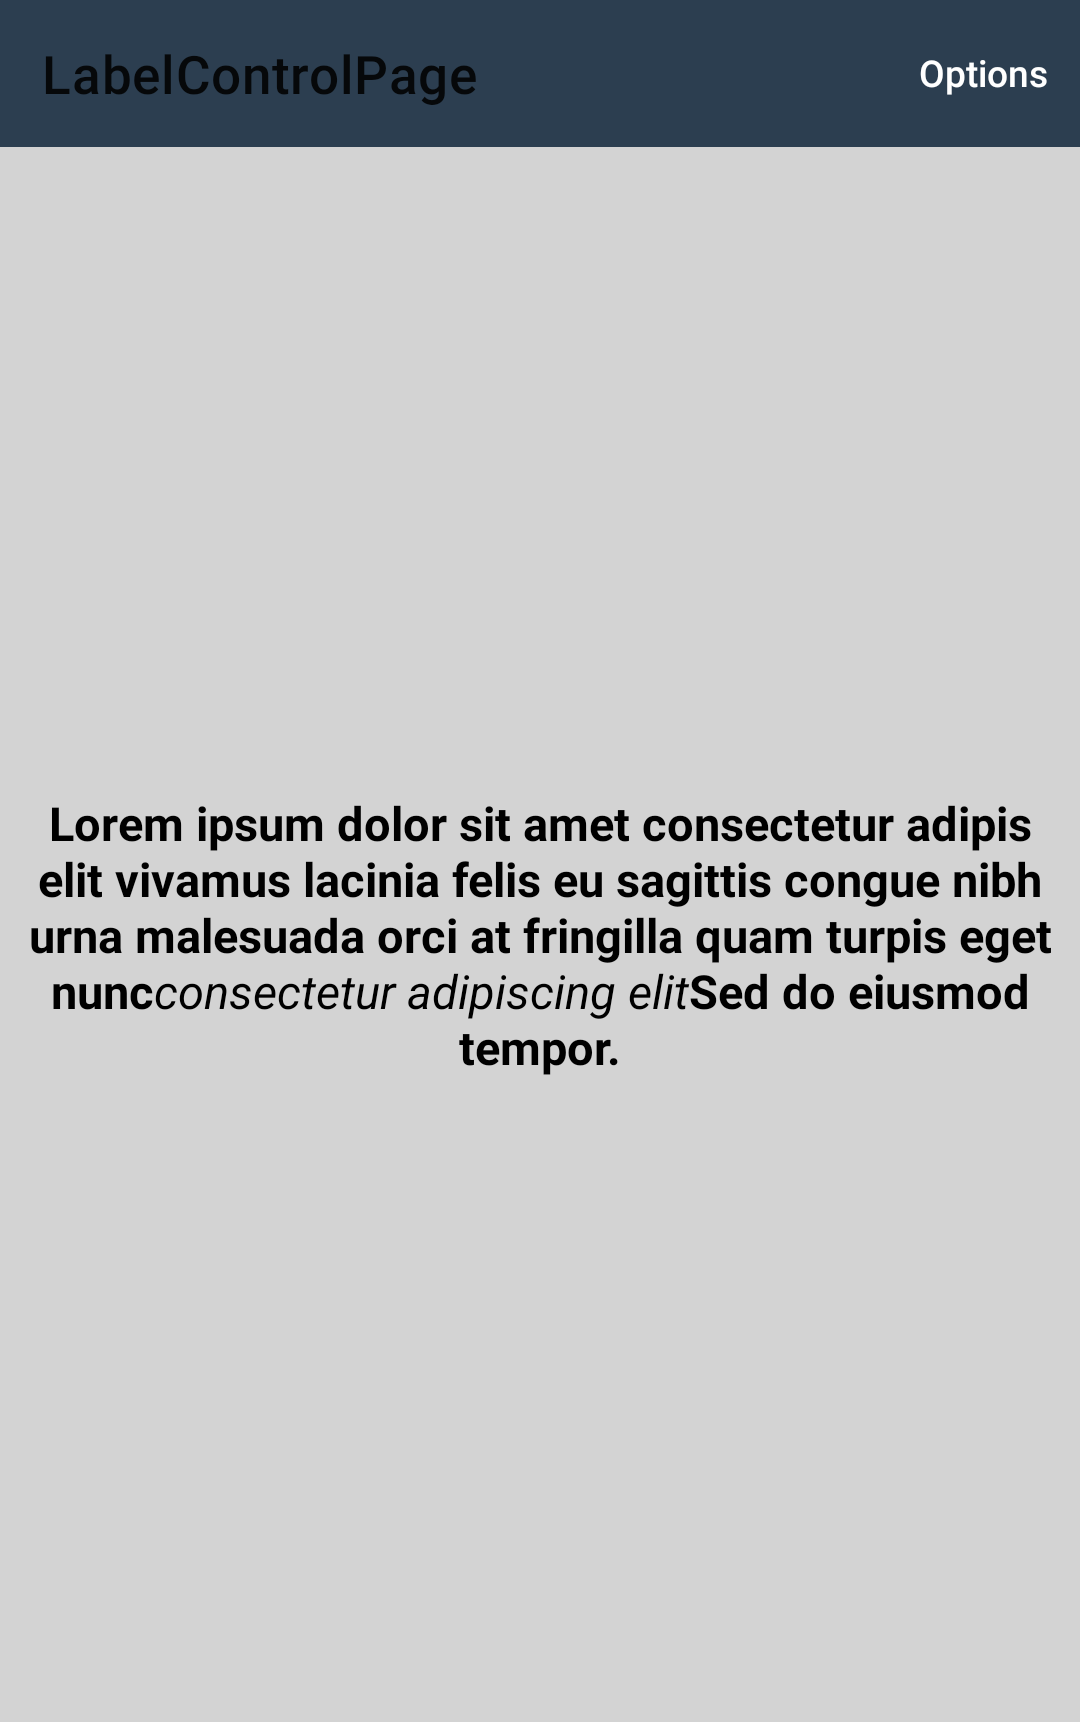 LabelControlPage
Options
Lorem ipsum dolor sit amet consectetur adipis
elit vivamus lacinia felis eu sagittis congue nibh
urna malesuada orci at fringilla quam turpis eget
nuncconsectetur adipiscing elitSed do eiusmod
tempor.